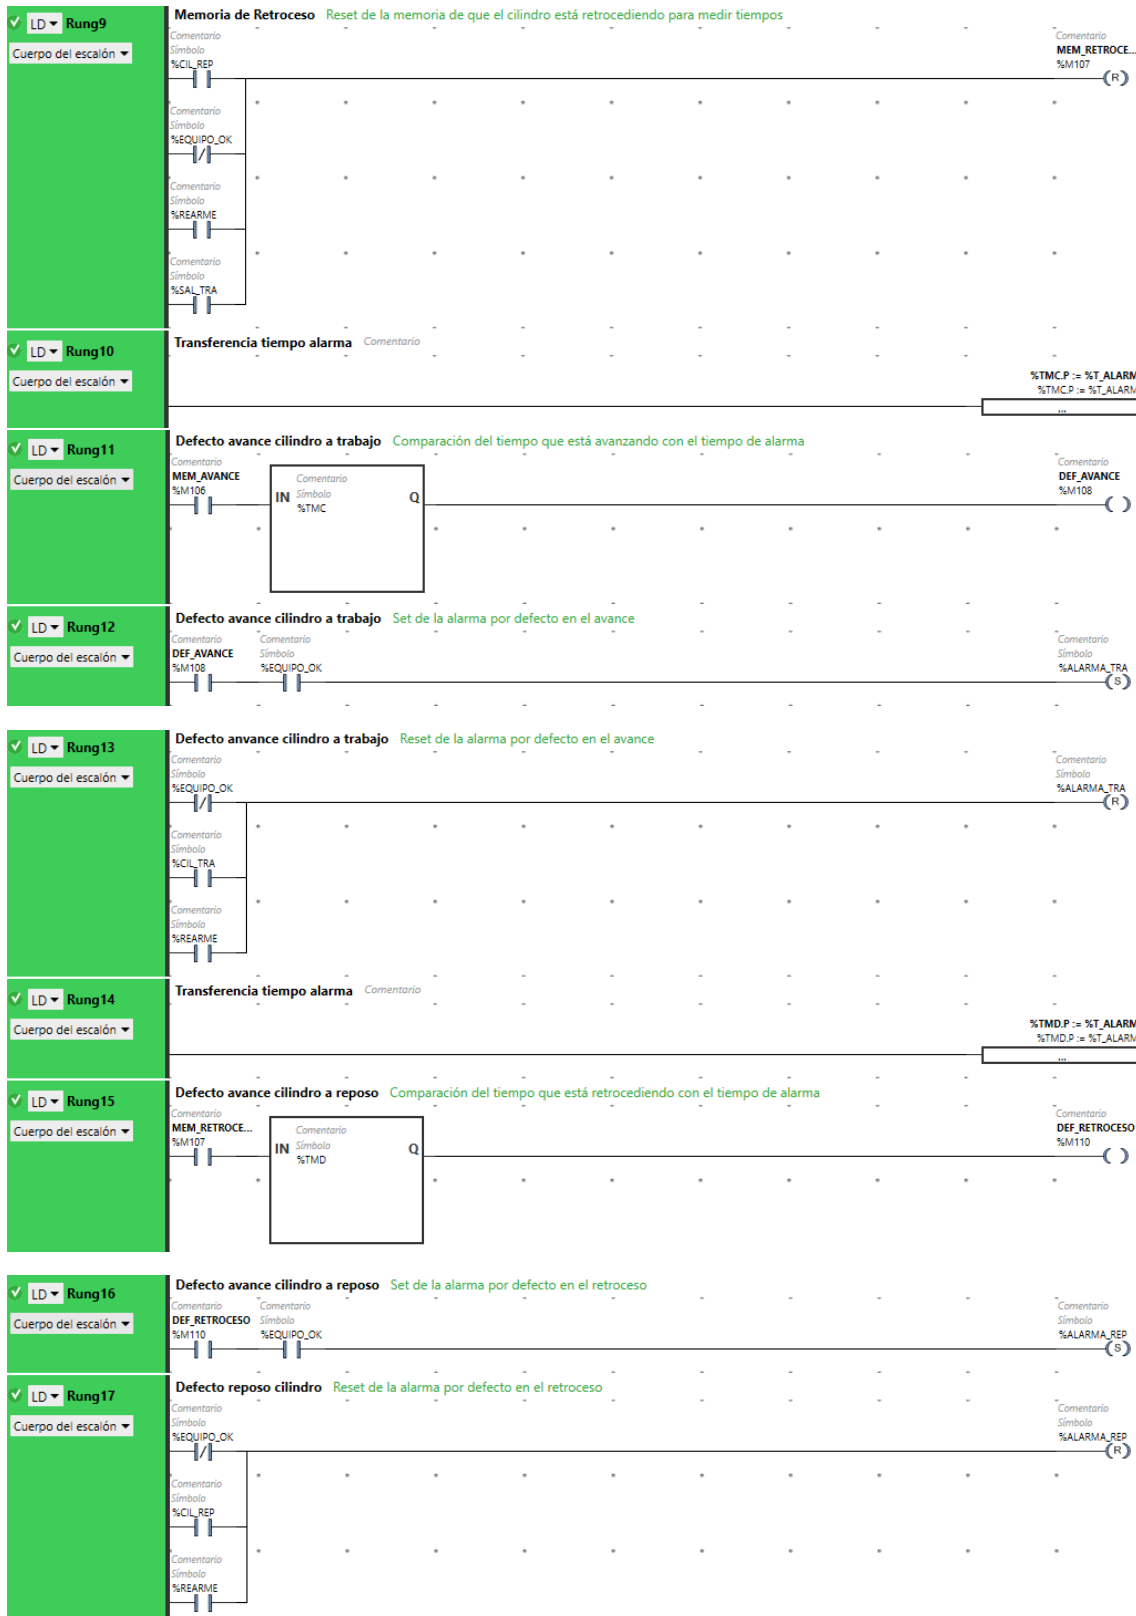 LD Rung9
Cuerpo del escalón
Memoria de Retroceso Reset de la memoria de que el cilindro está retrocediendo para medir tiempos
Comentario
Símbolo
%CIL_REP
Comentario
MEM_RETROCE...
%M107
R
Comentario
Símbolo
%EQUIPO_OK
Comentario
Símbolo
%REARME
Comentario
Símbolo
%SAL_TRA
LD Rung10
Cuerpo del escalón
Transferencia tiempo alarma Comentario
%TMC.P := %T_ALARM
%TMC.P := %T_ALARM
...
LD Rung11
Cuerpo del escalón
Defecto avance cilindro a trabajo Comparación del tiempo que está avanzando con el tiempo de alarma
Comentario
MEM_AVANCE
%M106
Comentario
IN Símbolo Q
%TMC
Comentario
DEF_AVANCE
%M108
LD Rung12
Cuerpo del escalón
Defecto avance cilindro a trabajo Set de la alarma por defecto en el avance
Comentario
DEF_AVANCE
%M108
Comentario
Símbolo
%EQUIPO_OK
Comentario
Símbolo
%ALARMA_TRA
S
LD Rung13
Cuerpo del escalón
Defecto anvance cilindro a trabajo Reset de la alarma por defecto en el avance
Comentario
Símbolo
%EQUIPO_OK
Comentario
Símbolo
%ALARMA_TRA
R
Comentario
Símbolo
%CIL_TRA
Comentario
Símbolo
%REARME
LD Rung14
Cuerpo del escalón
Transferencia tiempo alarma Comentario
%TMD.P := %T_ALARM
%TMD.P := %T_ALARM
...
LD Rung15
Cuerpo del escalón
Defecto avance cilindro a reposo Comparación del tiempo que está retrocediendo con el tiempo de alarma
Comentario
MEM_RETROCE...
%M107
Comentario
IN Símbolo Q
%TMD
Comentario
DEF_RETROCESO
%M110
LD Rung16
Cuerpo del escalón
Defecto avance cilindro a reposo Set de la alarma por defecto en el retroceso
Comentario
DEF_RETROCESO
%M110
Comentario
Símbolo
%EQUIPO_OK
Comentario
Símbolo
%ALARMA_REP
S
LD Rung17
Cuerpo del escalón
Defecto reposo cilindro Reset de la alarma por defecto en el retroceso
Comentario
Símbolo
%EQUIPO_OK
Comentario
Símbolo
%ALARMA_REP
R
Comentario
Símbolo
%CIL_REP
Comentario
Símbolo
%REARME